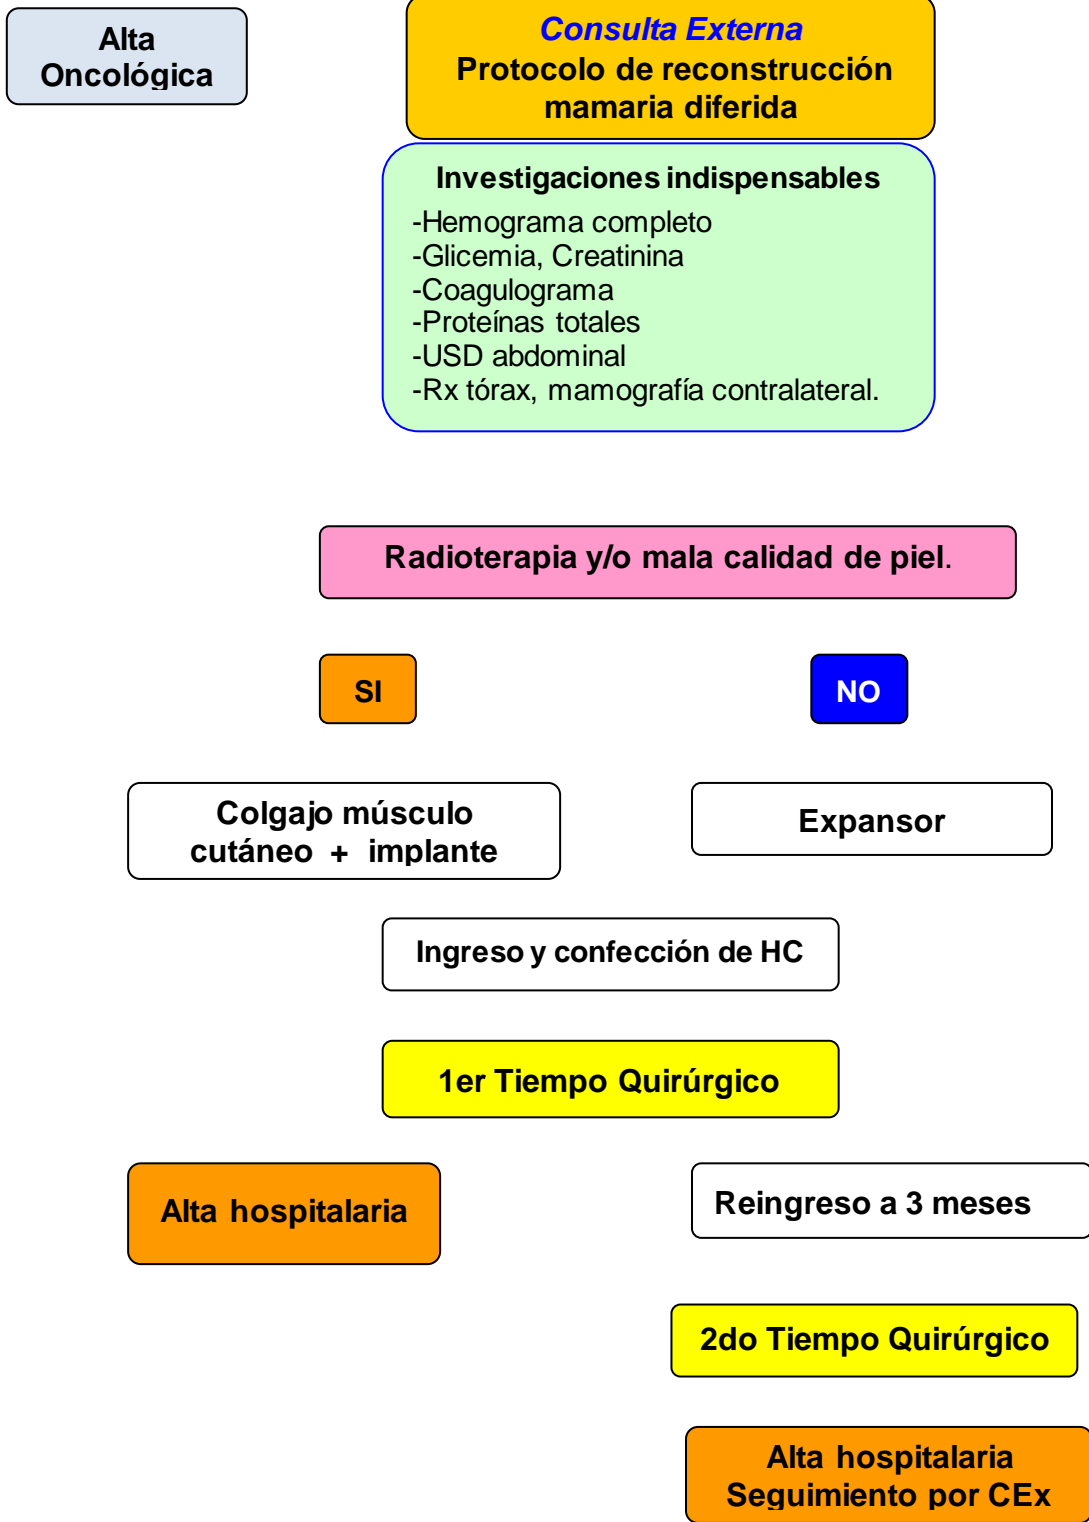 Alta
Oncológica
Consulta Externa
Protocolo de reconstrucción
mamaria diferida
Investigaciones indispensables
-Hemograma completo
-Glicemia, Creatinina
-Coagulograma
-Proteínas totales
-USD abdominal
-Rx tórax, mamografía contralateral.
Radioterapia y/o mala calidad de piel.
SI
NO
Colgajo músculo
cutáneo + implante
Expansor
Ingreso y confección de HC
1er Tiempo Quirúrgico
Alta hospitalaria
Reingreso a 3 meses
2do Tiempo Quirúrgico
Alta hospitalaria
Seguimiento por CEx